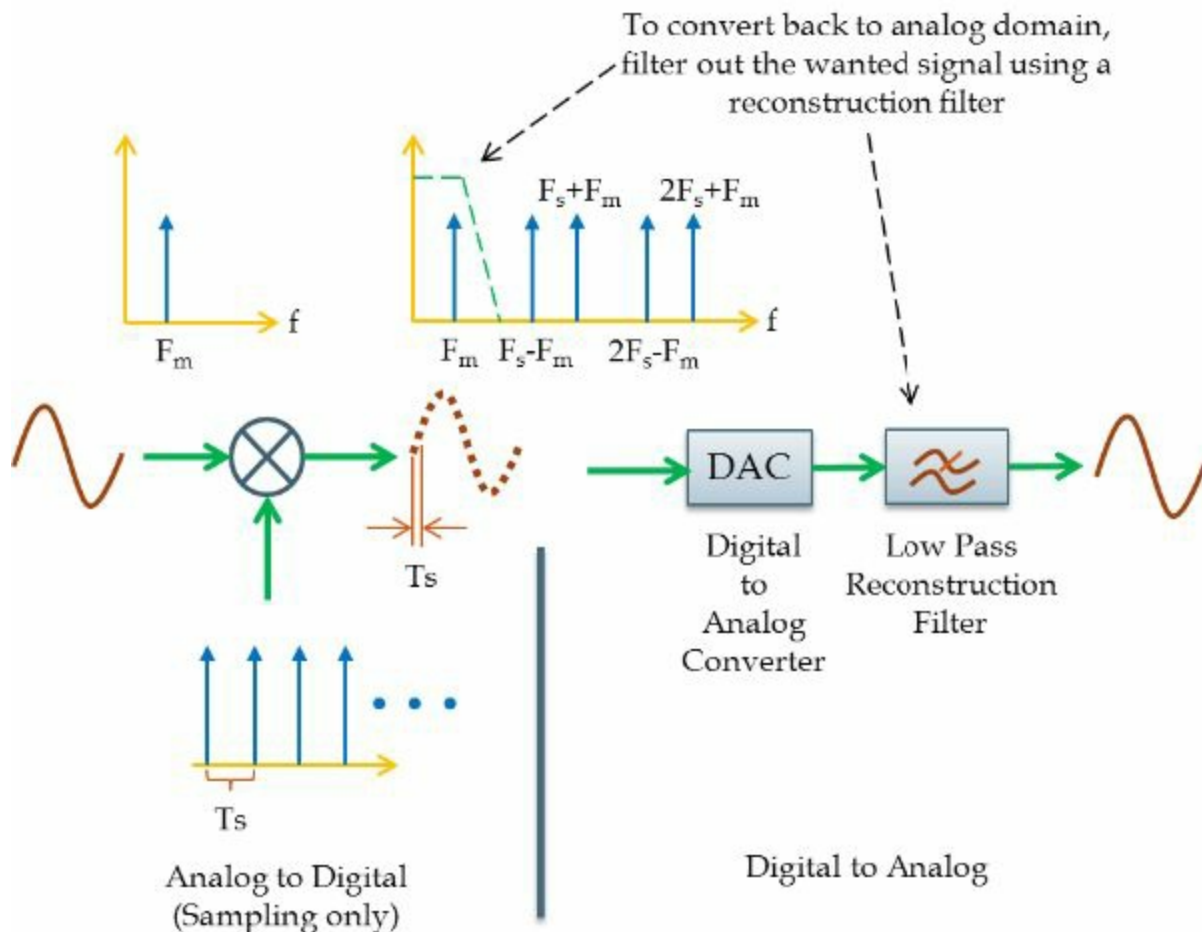 To convert back to analog domain,
filter out the wanted signal using a
reconstruction filter
Fs+Fm 2Fs+Fm
f
Fm
f
Fm Fs-Fm 2Fs-Fm
DAC
Ts
Digital
to
Analog
Converter
Low Pass
Reconstruction
Filter
Ts
Analog to Digital
(Sampling only)
Digital to Analog